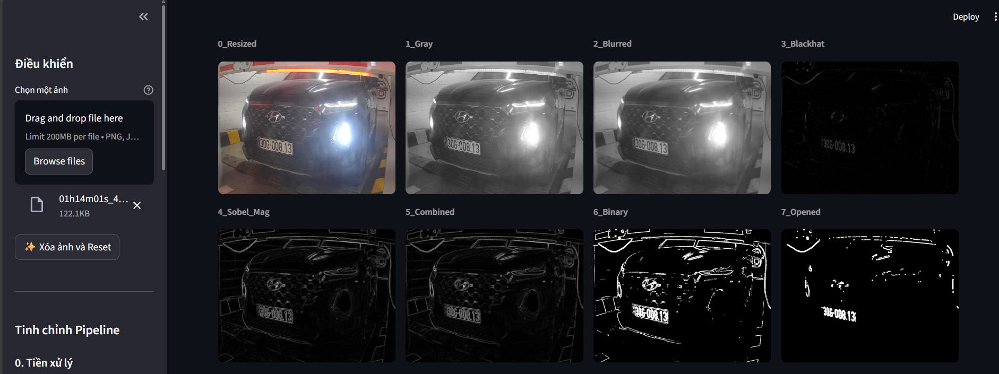 Deploy
Điều khiển
Chọn một ảnh
Drag and drop file here
Limit 200MB per file • PNG, J...
Browse files
01h14m01s_4...
122.1KB
✨ Xóa ảnh và Reset
Tinh chỉnh Pipeline
0. Tiền xử lý
0_Resized
1_Gray
2_Blurred
3_Blackhat
30G-008.13
30G-008.13
30G-008.13
30G-008.13
4_Sobel_Mag
5_Combined
6_Binary
7_Opened
30G-008.13
30G-008.13
30G-008.13
30G-008.13